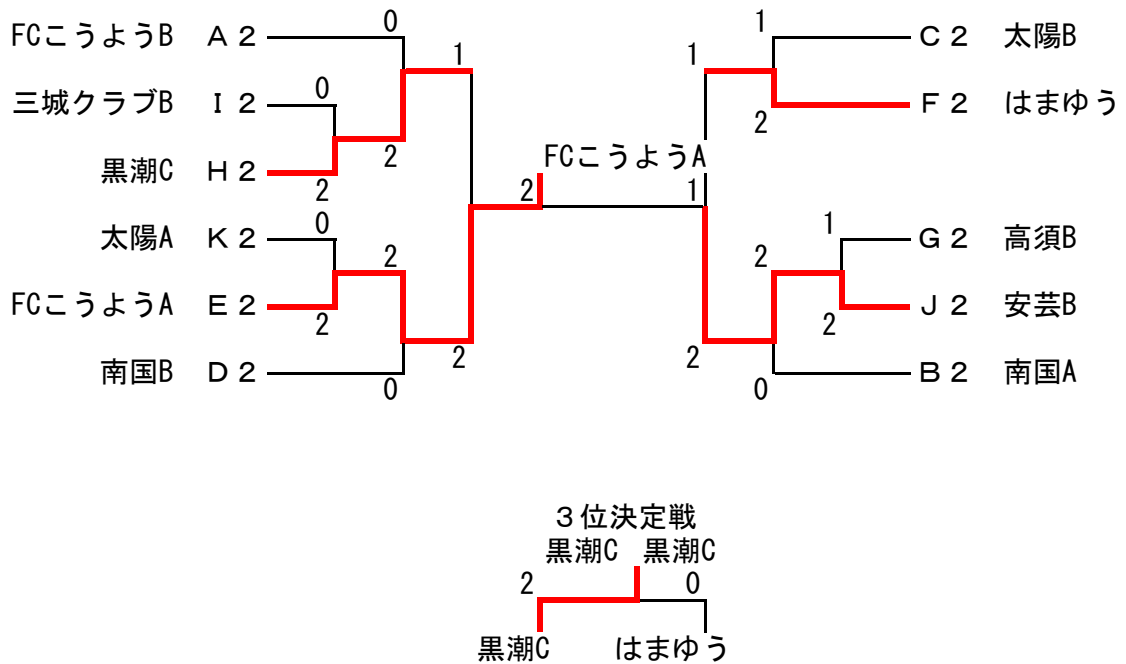 0
1
FCこうようB A2
C2 太陽B
1
1
三城クラブB I2
0
F2 はまゆう
2
2
黒潮C H2
2
FCこうようA
2
1
太陽A K2
0
1
G2 高須B
2
2
FCこうようA E2
2
J2 安芸B
2
2
2
南国B D2
B2 南国A
0
0
3位決定戦
黒潮C 黒潮C
2
0
黒潮C
はまゆう